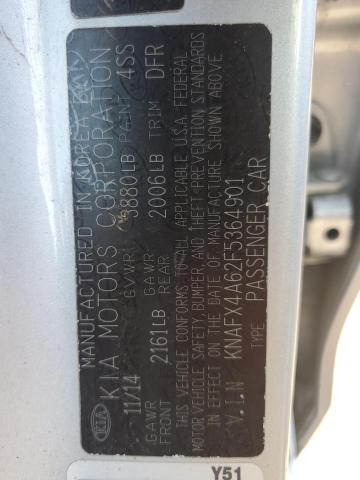 MANUFACTURED IN KOREA BY
KIA MOTORS CORPORATION
11/14 GVWR 3880LB PAINT 4SS
GAWR FRONT 2161LB GAWR REAR 2006LB TRIM DFR
THIS VEHICLE CONFORMS TO ALL APPLICABLE U.S.A. FEDERAL
MOTOR VEHICLE SAFETY, BUMPER, AND THEFT PREVENTION STANDARDS
IN EFFECT ON THE DATE OF MANUFACTURE SHOWN ABOVE.
V.I.N. KNAFX4A62F5364901
TYPE PASSENGER CAR
KIA
Y51